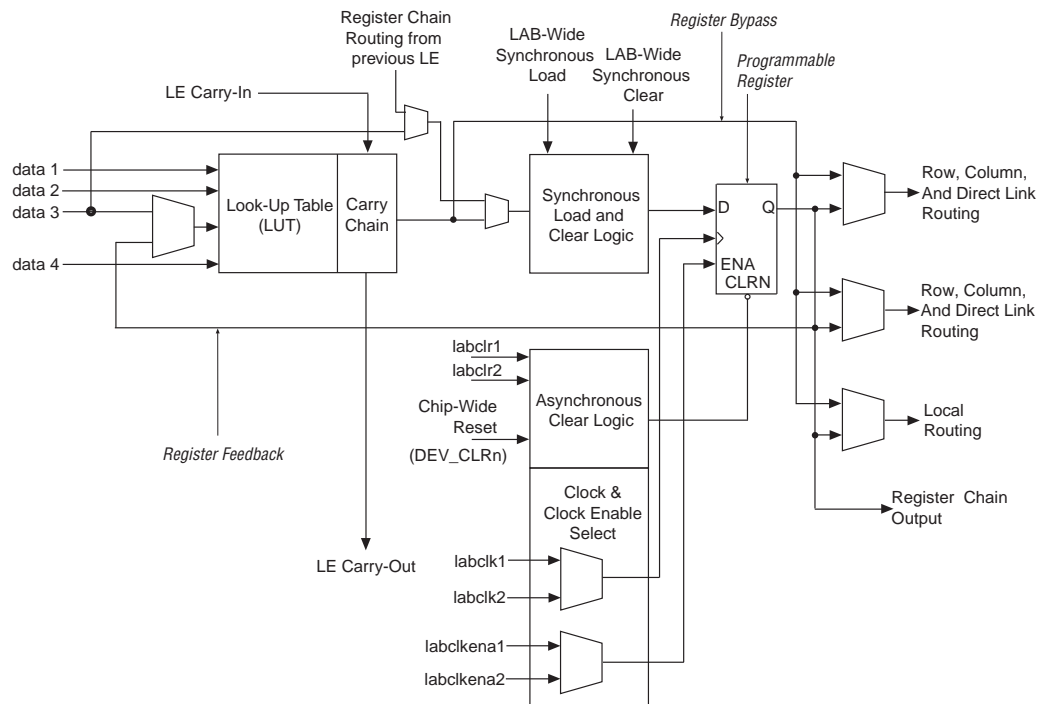 Register Chain
Routing from
previous LE
LAB-Wide
Synchronous
Load
LAB-Wide
Synchronous
Clear
Register Bypass
Programmable
Register
LE Carry-In
data 1
data 2
data 3
data 4
Look-Up Table
(LUT)
Carry
Chain
Synchronous
Load and
Clear Logic
D
Q
ENA
CLRN
Row, Column,
And Direct Link
Routing
Row, Column,
And Direct Link
Routing
Local
Routing
Register Chain
Output
labclr1
labclr2
Chip-Wide
Reset
(DEV_CLRn)
Asynchronous
Clear Logic
Register Feedback
Clock &
Clock Enable
Select
LE Carry-Out
labclk1
labclk2
labclkena1
labclkena2